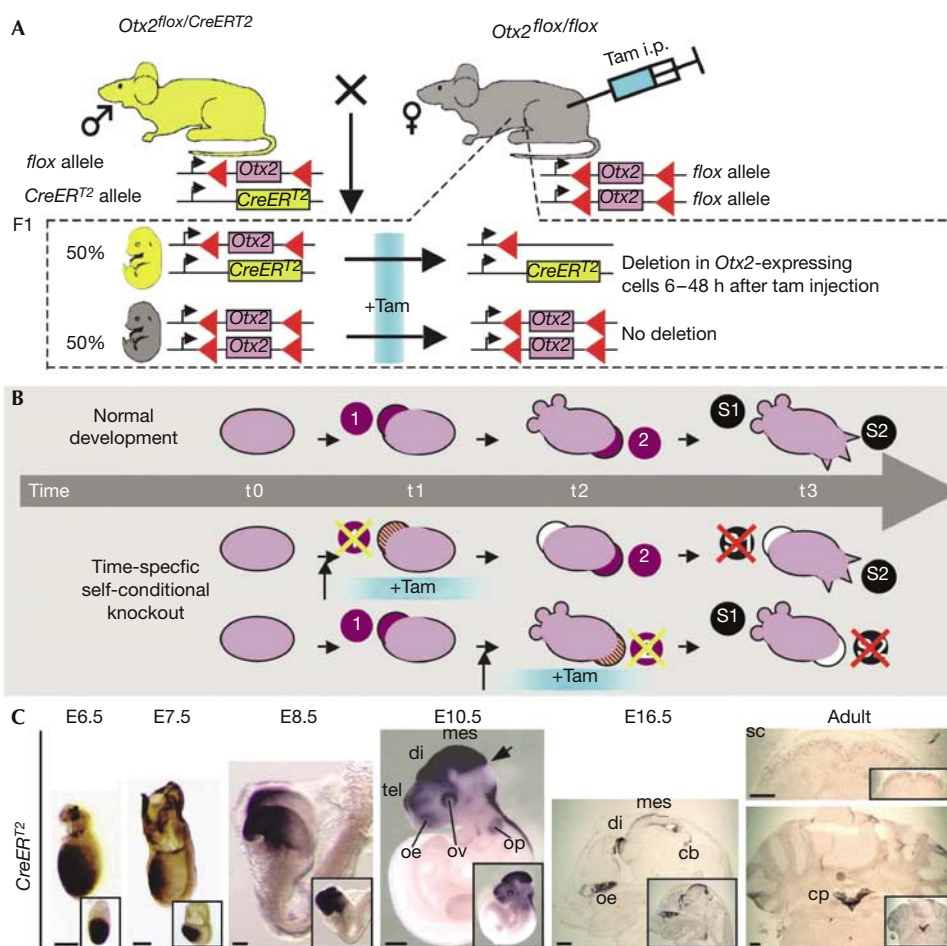 A
Otx2flox/CreERT2
Otx2flox/flox
Tam i.p.
♂
♀
flox allele
Otx2
CreERT2 allele
CreERT2
Otx2
flox allele
Otx2
flox allele
F1
50%
Otx2
CreERT2
CreERT2
Deletion in Otx2-expressing
cells 6–48 h after tam injection
+Tam
50%
Otx2
Otx2
Otx2
Otx2
No deletion
B
Normal
development
1
2
S1
S2
Time
t0
t1
t2
t3
Time-specfic
self-conditional
knockout
+Tam
2
S2
1
+Tam
S1
C
E6.5
E7.5
E8.5
E10.5
E16.5
Adult
CreERT2
mes
di
tel
oe
ov
op
mes
di
cb
oe
sc
cp